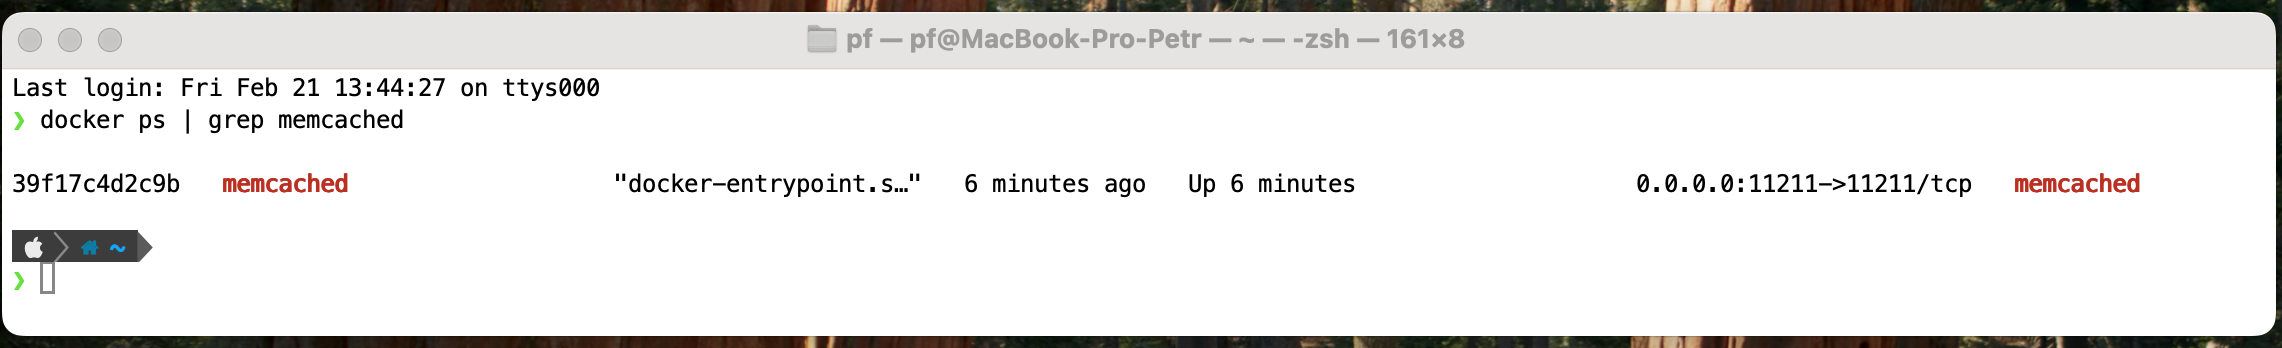 pf — pf@MacBook-Pro-Petr — ~ — -zsh — 161×8
Last login: Fri Feb 21 13:44:27 on ttys000
❯ docker ps | grep memcached
39f17c4d2c9b   memcached                   "docker-entrypoint.s…"   6 minutes ago   Up 6 minutes                    0.0.0.0:11211->11211/tcp   memcached
~
❯